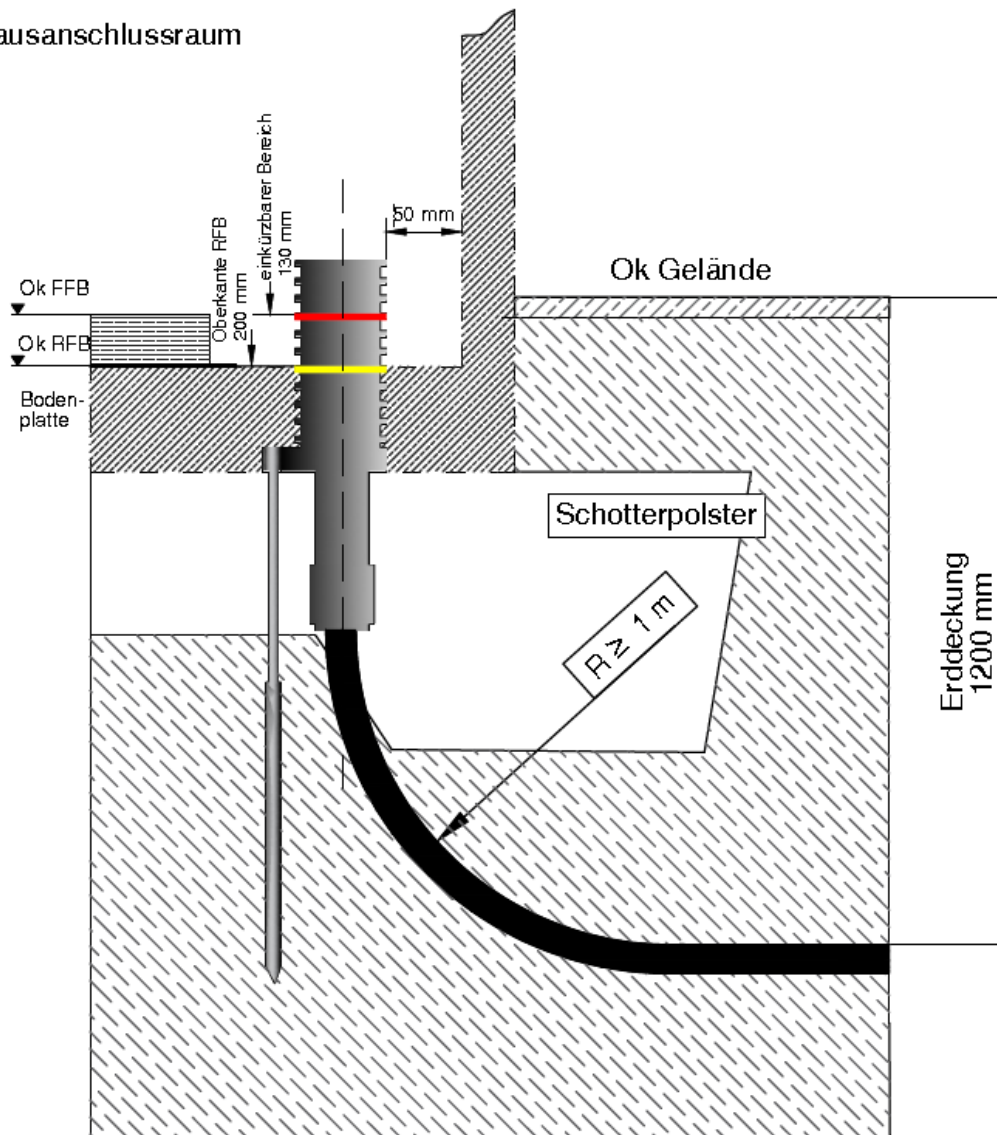 ausanschlussraum
einkürzbarer Bereich
130 mm
50 mm
Oberkante RFB
200 mm
Ok FFB
Ok RFB
Boden-
platte
Ok Gelände
Schotterpolster
R ≥ 1 m
Erddeckung
1200 mm